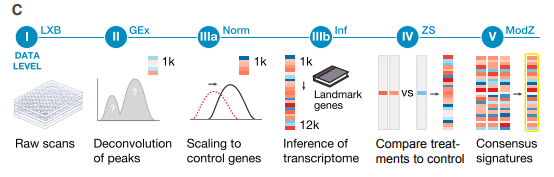 C
I LXB
II GEx
IIIa Norm
IIIb Inf
IV ZS
V ModZ
DATA
LEVEL
1k
1k
1k
Landmark
genes
12k
? ?
VS
Raw scans
Deconvolution
of peaks
Scaling to
control genes
Inference of
transcriptome
Compare treat-
ments to control
Consensus
signatures